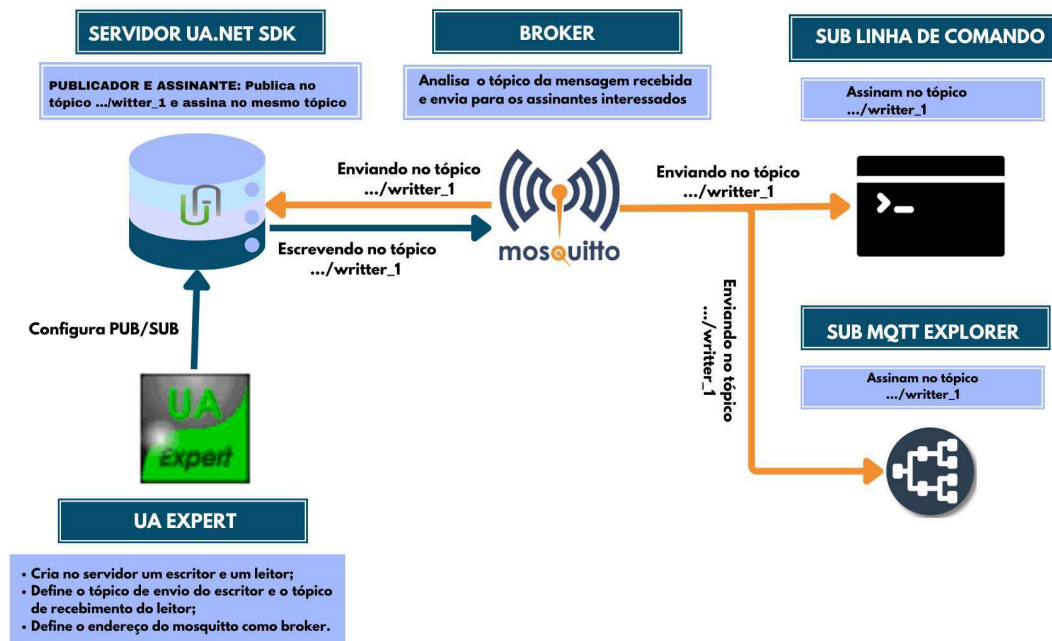 SERVIDOR UA.NET SDK
PUBLICADOR E ASSINANTE: Publica no
tópico .../witter_1 e assina no mesmo tópico
BROKER
Analisa o tópico da mensagem recebida
e envia para os assinantes interessados
SUB LINHA DE COMANDO
Assinam no tópico
.../writter_1
Enviando no tópico
.../writter_1
Enviando no tópico
.../writter_1
mosquitto
Escrevendo no tópico
.../writter_1
Enviando no tópico
.../writter_1
Configura PUB/SUB
SUB MQTT EXPLORER
Assinam no tópico
.../writter_1
UA
Expert
UA EXPERT
• Cria no servidor um escritor e um leitor;
• Define o tópico de envio do escritor e o tópico
de recebimento do leitor;
• Define o endereço do mosquitto como broker.